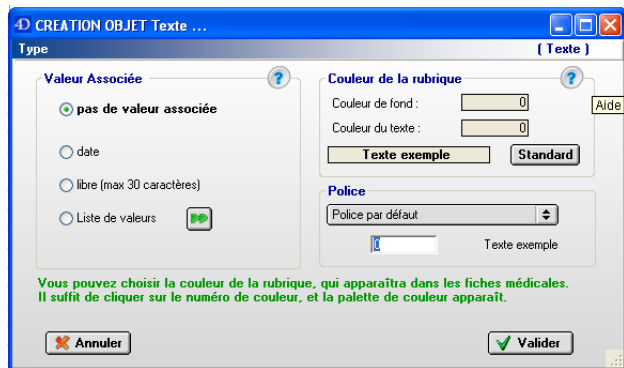 4D CREATION OBJET Texte ...
Type ( Texte )
Valeur Associée ?
pas de valeur associée
date
libre (max 30 caractères)
Liste de valeurs
Couleur de la rubrique ?
Couleur de fond : 0
Aide
Couleur du texte : 0
Texte exemple Standard
Police
Police par défaut
0 Texte exemple
Vous pouvez choisir la couleur de la rubrique, qui apparaîtra dans les fiches médicales.
Il suffit de cliquer sur le numéro de couleur, et la palette de couleur apparaît.
Annuler Valider